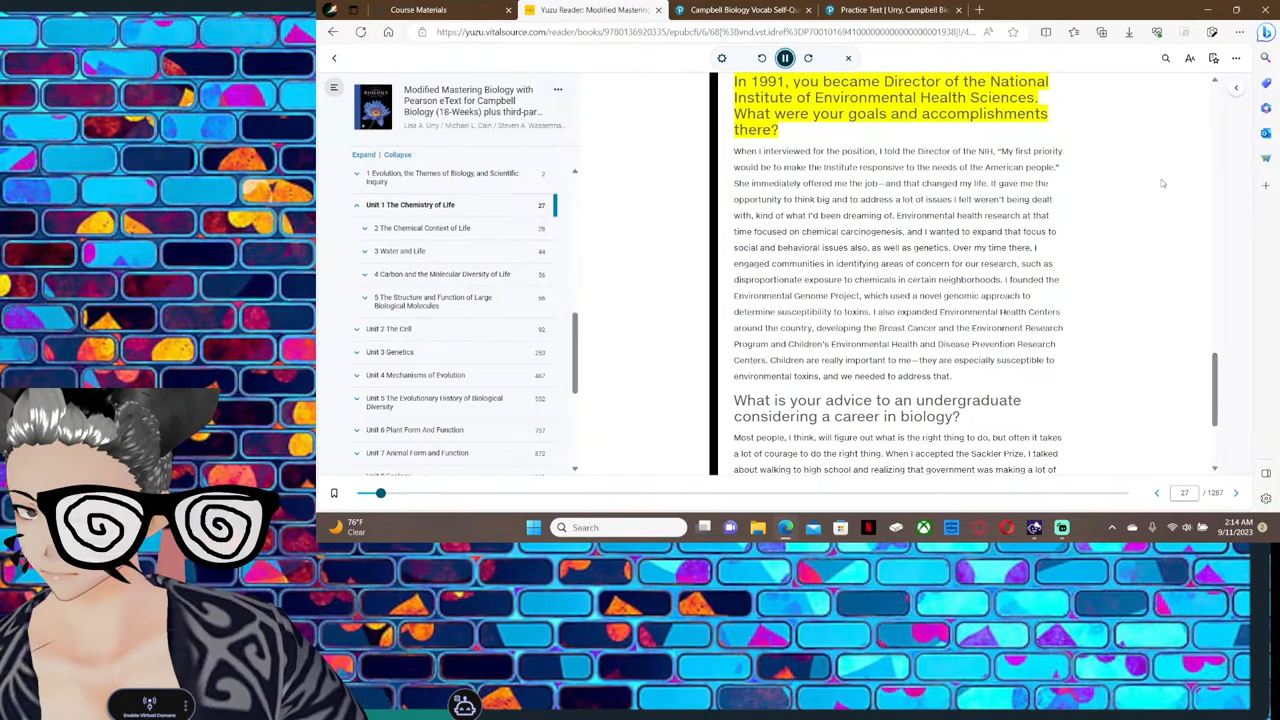 Course Materials
Yuzu Reader: Modified Mastering
Campbell Biology Vocab Self-Qu
Practice Test | Ury, Campbell Bio
https://yuzu.vitalsource.com/reader/books/9780136920335/epubcfi/6/68[%3Bvnd.vst.idref%3DP7001016941000000000000000001938]!/4...
Modified Mastering Biology with
Pearson eText for Campbell
Biology (18-Weeks) plus third-par...
Lisa A. Urry / Michael L. Cain / Steven A. Wasserma...
Expand | Collapse
1 Evolution, the Themes of Biology, and Scientific Inquiry 2
Unit 1 The Chemistry of Life 27
2 The Chemical Context of Life 28
3 Water and Life 44
4 Carbon and the Molecular Diversity of Life 56
5 The Structure and Function of Large Biological Molecules 66
Unit 2 The Cell 92
Unit 3 Genetics 253
Unit 4 Mechanisms of Evolution 467
Unit 5 The Evolutionary History of Biological Diversity 552
Unit 6 Plant Form And Function 757
Unit 7 Animal Form and Function 872
In 1991, you became Director of the National
Institute of Environmental Health Sciences.
What were your goals and accomplishments
there?
When I interviewed for the position, I told the Director of the NIH, “My first priority
would be to make the Institute responsive to the needs of the American people.”
She immediately offered me the job—and that changed my life. It gave me the
opportunity to think big and to address a lot of issues I felt weren't being dealt
with, kind of what I'd been dreaming of. Environmental health research at that
time focused on chemical carcinogenesis, and I wanted to expand that focus to
social and behavioral issues also, as well as genetics. Over my time there, I
engaged communities in identifying areas of concern for our research, such as
disproportionate exposure to chemicals in certain neighborhoods. I founded the
Environmental Genome Project, which used a novel genomic approach to
determine susceptibility to toxins. I also expanded Environmental Health Centers
around the country, developing the Breast Cancer and the Environment Research
Program and Children's Environmental Health and Disease Prevention Research
Centers. Children are really important to me—they are especially susceptible to
environmental toxins, and we needed to address that.
What is your advice to an undergraduate
considering a career in biology?
Most people, I think, will figure out what is the right thing to do, but often it takes
a lot of courage to do the right thing. When I accepted the Sackler Prize, I talked
about walking to high school and realizing that government was making a lot of
27 / 1287
76°F
Clear
Search
2:14 AM
9/11/2023
Enable Virtual Camera